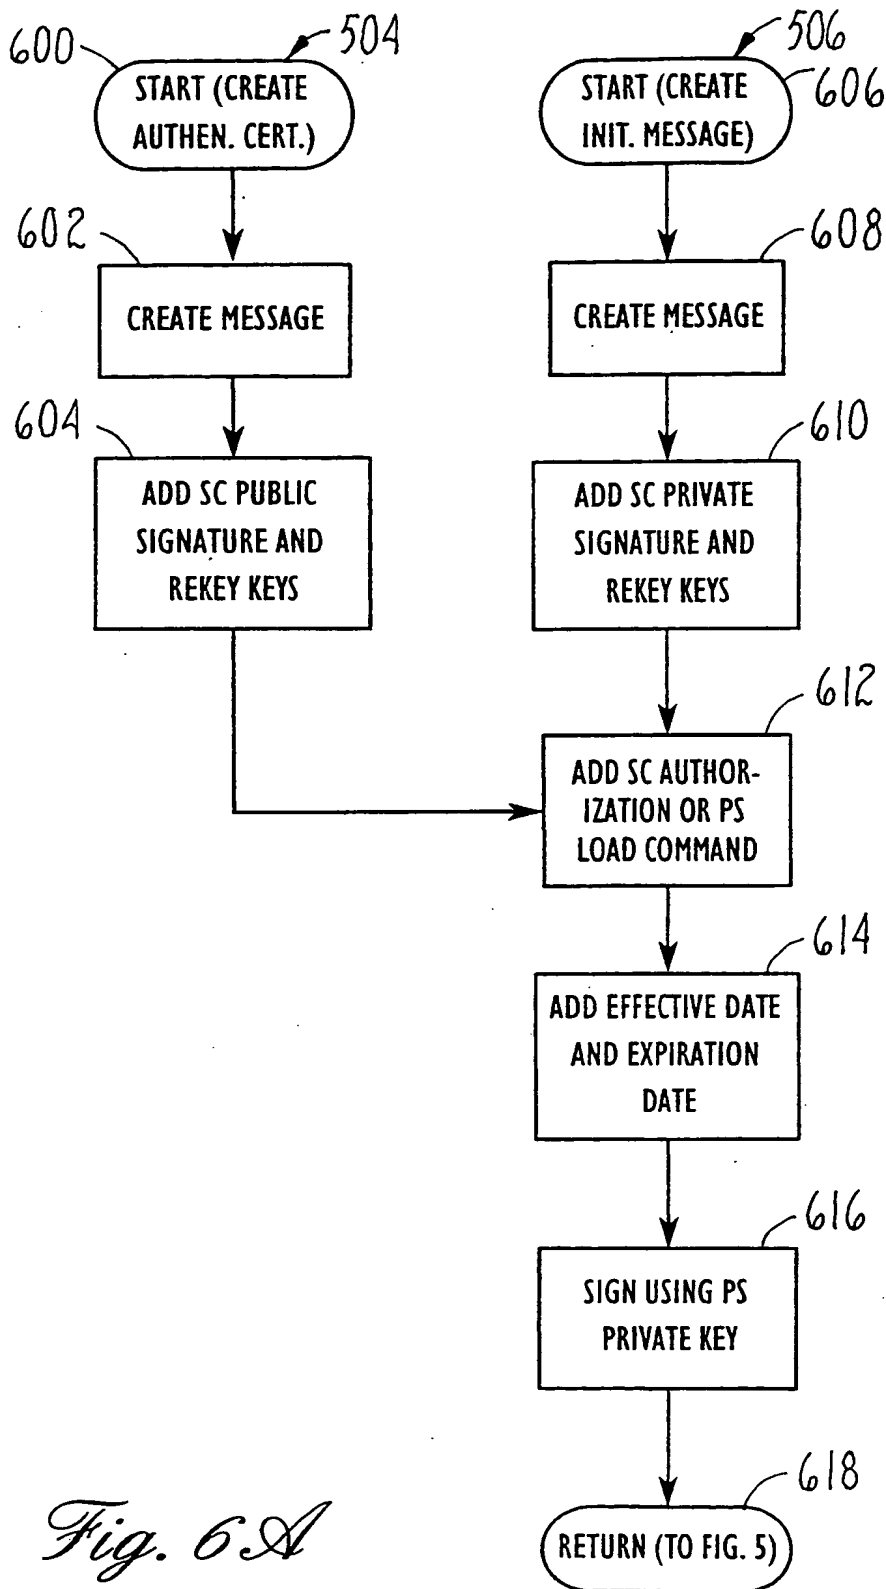 600
504
START (CREATE
AUTHEN. CERT.)
506
606
START (CREATE
INIT. MESSAGE)
602
CREATE MESSAGE
608
CREATE MESSAGE
604
ADD SC PUBLIC
SIGNATURE AND
REKEY KEYS
610
ADD SC PRIVATE
SIGNATURE AND
REKEY KEYS
612
ADD SC AUTHOR-
IZATION OR PS
LOAD COMMAND
614
ADD EFFECTIVE DATE
AND EXPIRATION
DATE
616
SIGN USING PS
PRIVATE KEY
618
RETURN (TO FIG. 5)
Fig. 6A